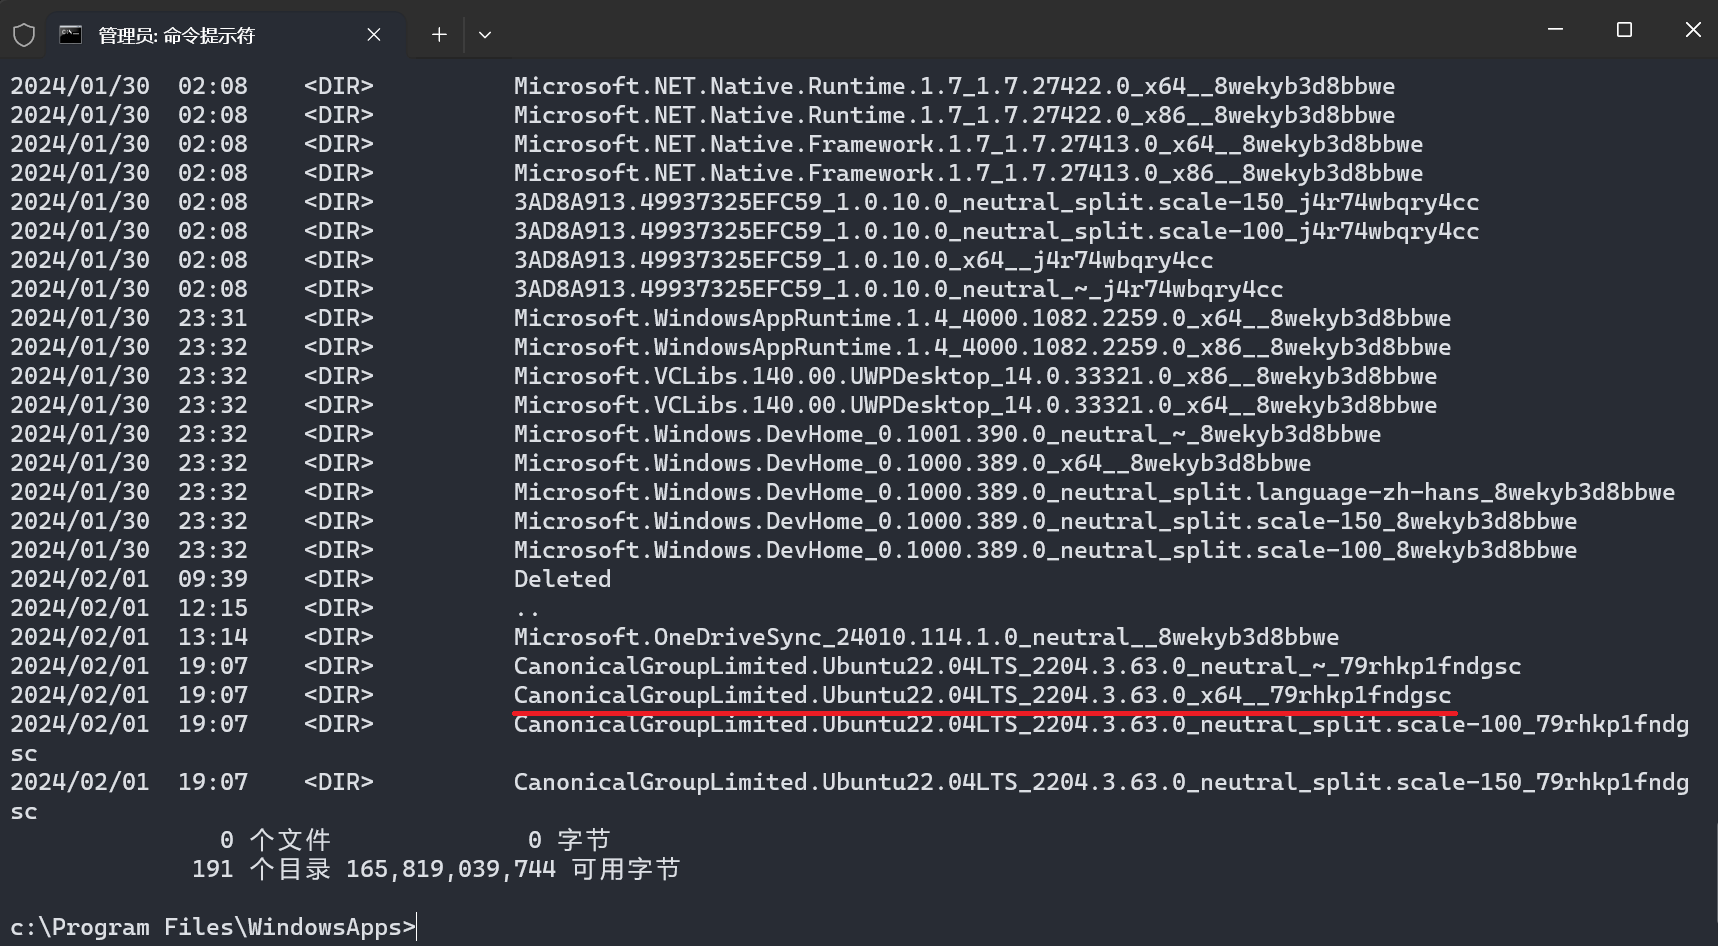 管理员: 命令提示符
2024/01/30  02:08    <DIR>          Microsoft.NET.Native.Runtime.1.7_1.7.27422.0_x64__8wekyb3d8bbwe
2024/01/30  02:08    <DIR>          Microsoft.NET.Native.Runtime.1.7_1.7.27422.0_x86__8wekyb3d8bbwe
2024/01/30  02:08    <DIR>          Microsoft.NET.Native.Framework.1.7_1.7.27413.0_x64__8wekyb3d8bbwe
2024/01/30  02:08    <DIR>          Microsoft.NET.Native.Framework.1.7_1.7.27413.0_x86__8wekyb3d8bbwe
2024/01/30  02:08    <DIR>          3AD8A913.49937325EFC59_1.0.10.0_neutral_split.scale-150_j4r74wbqry4cc
2024/01/30  02:08    <DIR>          3AD8A913.49937325EFC59_1.0.10.0_neutral_split.scale-100_j4r74wbqry4cc
2024/01/30  02:08    <DIR>          3AD8A913.49937325EFC59_1.0.10.0_x64__j4r74wbqry4cc
2024/01/30  02:08    <DIR>          3AD8A913.49937325EFC59_1.0.10.0_neutral_~_j4r74wbqry4cc
2024/01/30  23:31    <DIR>          Microsoft.WindowsAppRuntime.1.4_4000.1082.2259.0_x64__8wekyb3d8bbwe
2024/01/30  23:32    <DIR>          Microsoft.WindowsAppRuntime.1.4_4000.1082.2259.0_x86__8wekyb3d8bbwe
2024/01/30  23:32    <DIR>          Microsoft.VCLibs.140.00.UWPDesktop_14.0.33321.0_x86__8wekyb3d8bbwe
2024/01/30  23:32    <DIR>          Microsoft.VCLibs.140.00.UWPDesktop_14.0.33321.0_x64__8wekyb3d8bbwe
2024/01/30  23:32    <DIR>          Microsoft.Windows.DevHome_0.1001.390.0_neutral_~_8wekyb3d8bbwe
2024/01/30  23:32    <DIR>          Microsoft.Windows.DevHome_0.1000.389.0_x64__8wekyb3d8bbwe
2024/01/30  23:32    <DIR>          Microsoft.Windows.DevHome_0.1000.389.0_neutral_split.language-zh-hans_8wekyb3d8bbwe
2024/01/30  23:32    <DIR>          Microsoft.Windows.DevHome_0.1000.389.0_neutral_split.scale-150_8wekyb3d8bbwe
2024/01/30  23:32    <DIR>          Microsoft.Windows.DevHome_0.1000.389.0_neutral_split.scale-100_8wekyb3d8bbwe
2024/02/01  09:39    <DIR>          Deleted
2024/02/01  12:15    <DIR>          ..
2024/02/01  13:14    <DIR>          Microsoft.OneDriveSync_24010.114.1.0_neutral__8wekyb3d8bbwe
2024/02/01  19:07    <DIR>          CanonicalGroupLimited.Ubuntu22.04LTS_2204.3.63.0_neutral_~_79rhkp1fndgsc
2024/02/01  19:07    <DIR>          CanonicalGroupLimited.Ubuntu22.04LTS_2204.3.63.0_x64__79rhkp1fndgsc
2024/02/01  19:07    <DIR>          CanonicalGroupLimited.Ubuntu22.04LTS_2204.3.63.0_neutral_split.scale-100_79rhkp1fndg
sc
2024/02/01  19:07    <DIR>          CanonicalGroupLimited.Ubuntu22.04LTS_2204.3.63.0_neutral_split.scale-150_79rhkp1fndg
sc
               0 个文件              0 字节
             191 个目录 165,819,039,744 可用字节
c:\Program Files\WindowsApps>